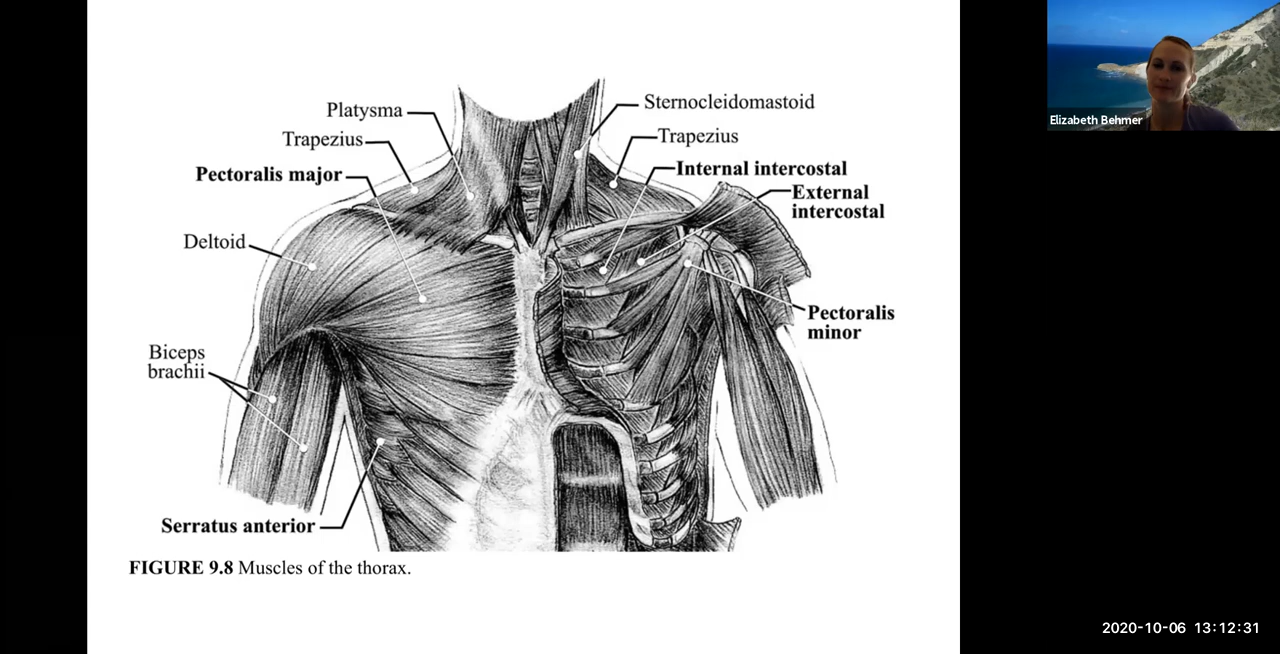 Platysma
Trapezius
Pectoralis major
Deltoid
Biceps
brachii
Serratus anterior
Sternocleidomastoid
Trapezius
Internal intercostal
External
intercostal
Pectoralis
minor
FIGURE 9.8 Muscles of the thorax.
Elizabeth Behmer
2020-10-06 13:12:31